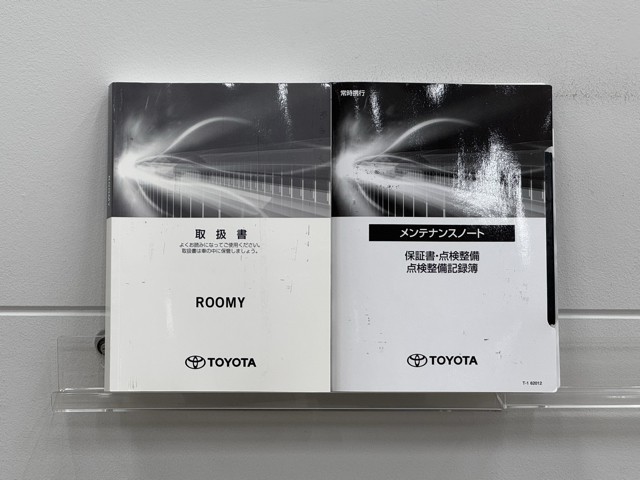 取扱書
よくお読みになってご使用ください。
取扱書は車の中に保管しましょう。
ROOMY
TOYOTA
常時携行
メンテナンスノート
保証書・点検整備
点検整備記録簿
TOYOTA
T-1 62012